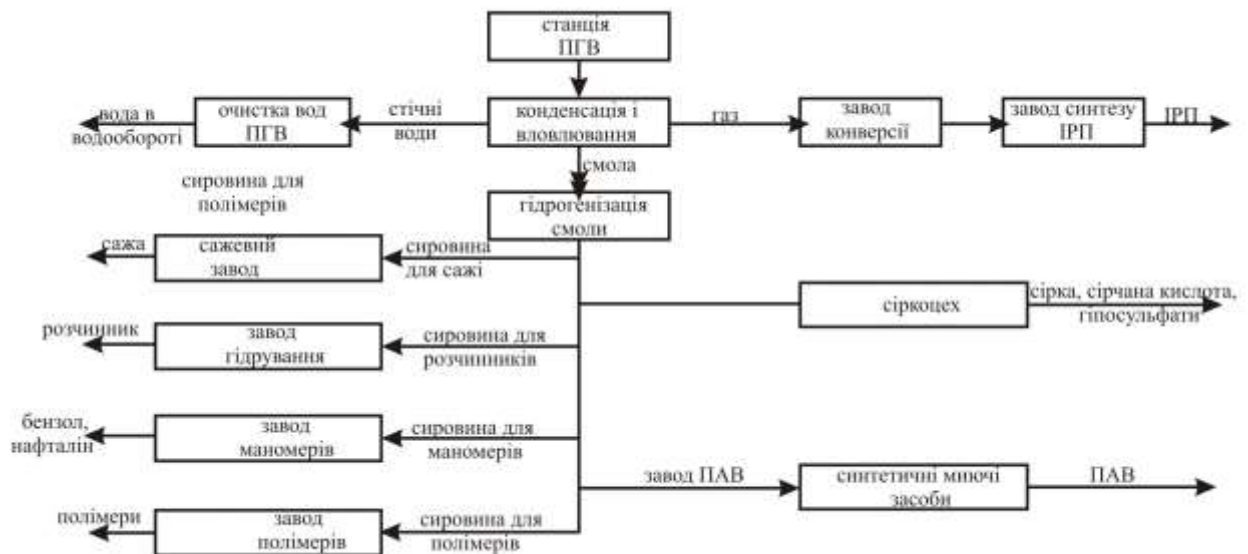 станція
ПГВ
вода в
водообороті
очистка вод
ПГВ
стічні
води
конденсація і
вловлювання
газ
завод
конверсії
завод синтезу
ІРП
ІРП
смола
сировина для
полімерів
гідрогенізація
смоли
сажа
сажевий
завод
сировина
для сажі
сіркоцех
сірка, сірчана кислота,
гіпосульфати
розчинник
завод
гідрування
сировина для
розчинників
бензол,
нафталін
завод
маномерів
сировина для
маномерів
завод ПАВ
синтетичні миючі
засоби
ПАВ
полімери
завод
полімерів
сировина для
полімерів